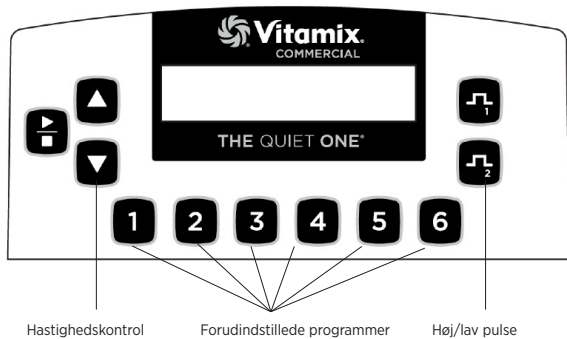 Vitamix®
COMMERCIAL
THE QUIET ONE®
1
2
1 2 3 4 5 6
Hastighedskontrol Forudindstillede programmer Høj/lav pulse